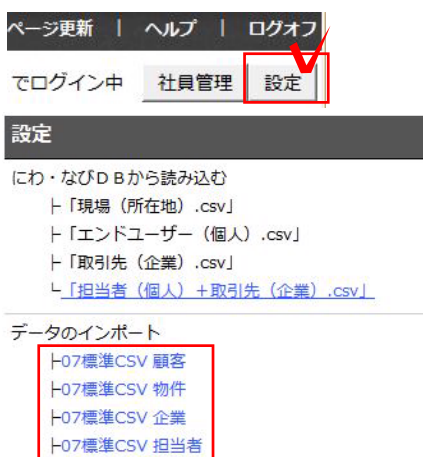 ページ更新 | ヘルプ | ログオフ
でログイン中 社員管理 設定
設定
にわ・なびDBから読み込む
├「現場（所在地）.csv」
├「エンドユーザー（個人）.csv」
├「取引先（企業）.csv」
└「担当者（個人）＋取引先（企業）.csv」
データのインポート
├07標準CSV 顧客
├07標準CSV 物件
├07標準CSV 企業
├07標準CSV 担当者